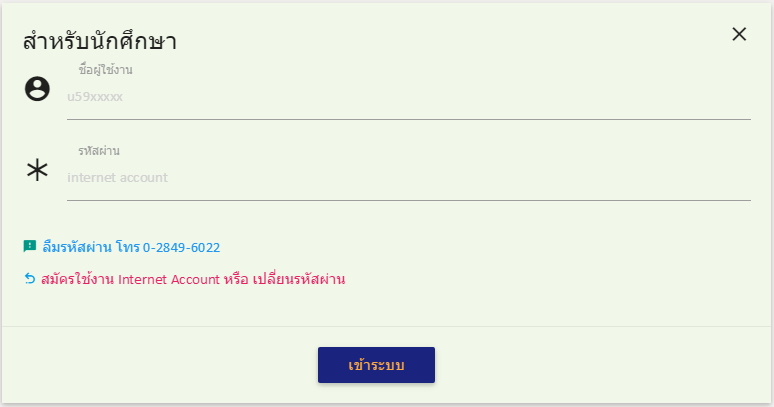 สำหรับนักศึกษา
ชื่อผู้ใช้งาน
u59xxxxx
รหัสผ่าน
internet account
ลืมรหัสผ่าน โทร 0-2849-6022
สมัครใช้งาน Internet Account หรือ เปลี่ยนรหัสผ่าน
เข้าระบบ